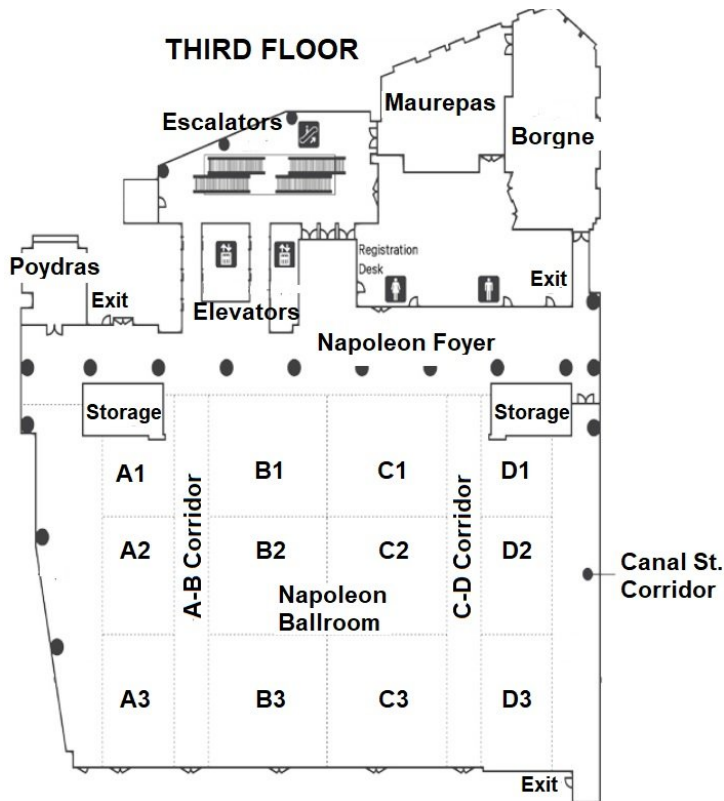 THIRD FLOOR
Maurepas
Escalators
Borgne
Registration
Desk
Poydras
Exit
Exit
Elevators
Napoleon Foyer
Storage
Storage
A1
B1
C1
D1
A-B Corridor
C-D Corridor
A2
B2
C2
D2
Canal St.
Corridor
Napoleon
Ballroom
A3
B3
C3
D3
Exit